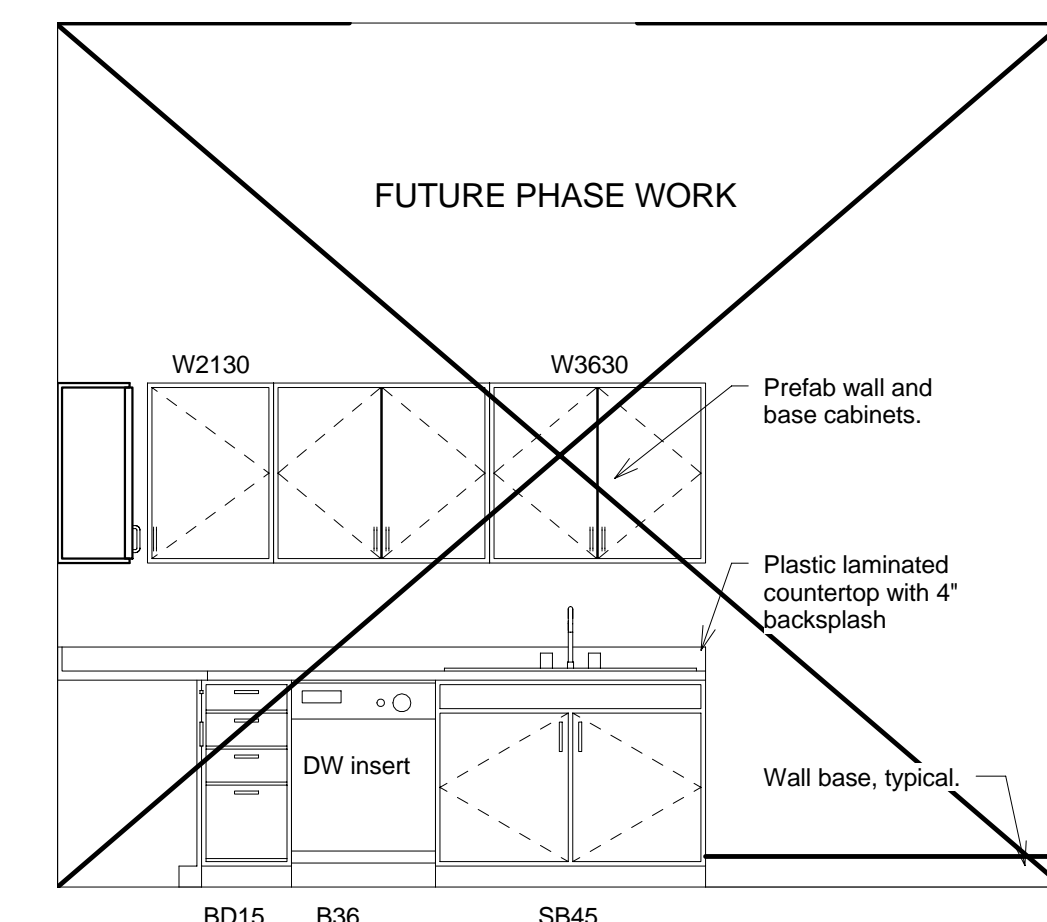 FUTURE PHASE WORK
W2130
W3630
Prefab wall and
base cabinets.
Plastic laminated
countertop with 4"
backsplash
DW insert
Wall base, typical.
BD15
B36
SB45